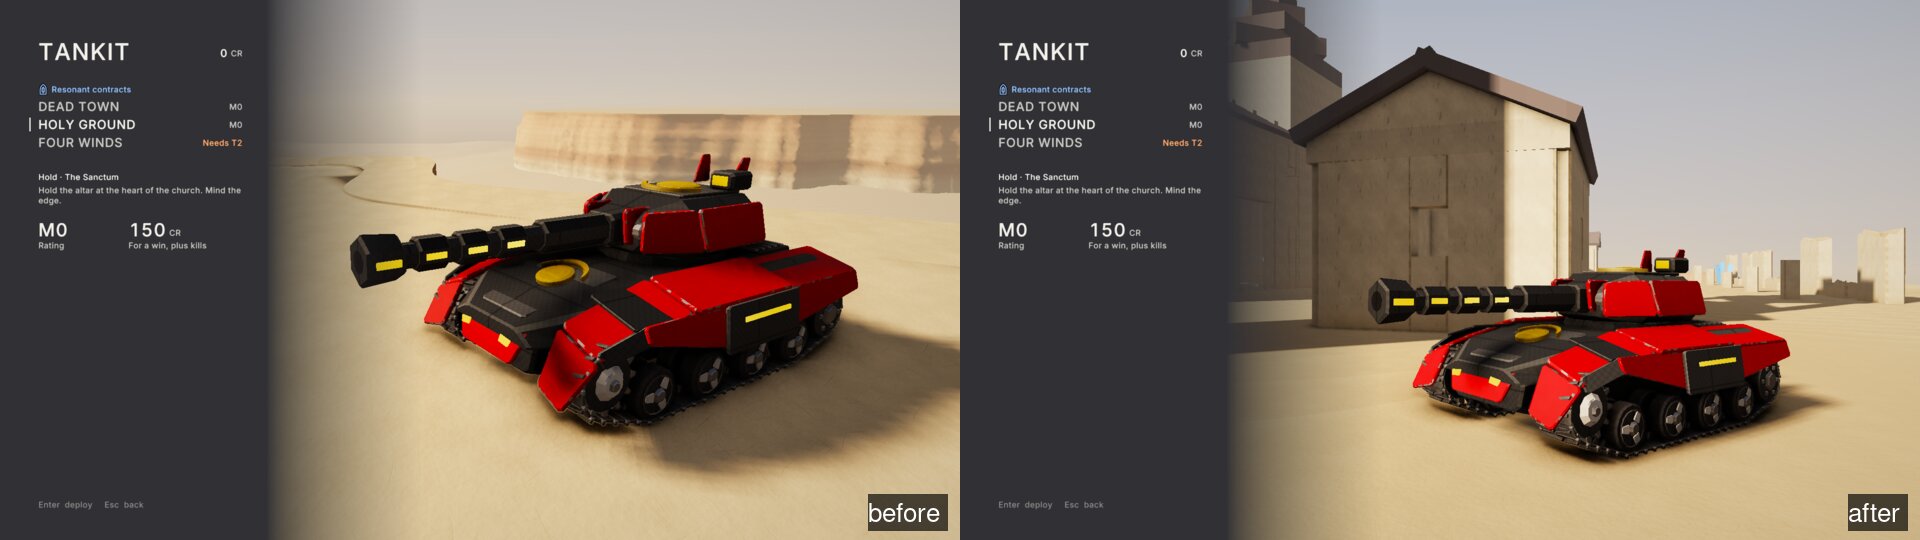 TANKIT
0 CR
Resonant contracts
DEAD TOWN M0
HOLY GROUND M0
FOUR WINDS Needs T2
Hold · The Sanctum
Hold the altar at the heart of the church. Mind the
edge.
M0 150 CR
Rating For a win, plus kills
Enter deploy Esc back
before
TANKIT
0 CR
Resonant contracts
DEAD TOWN M0
HOLY GROUND M0
FOUR WINDS Needs T2
Hold · The Sanctum
Hold the altar at the heart of the church. Mind the
edge.
M0 150 CR
Rating For a win, plus kills
Enter deploy Esc back
after